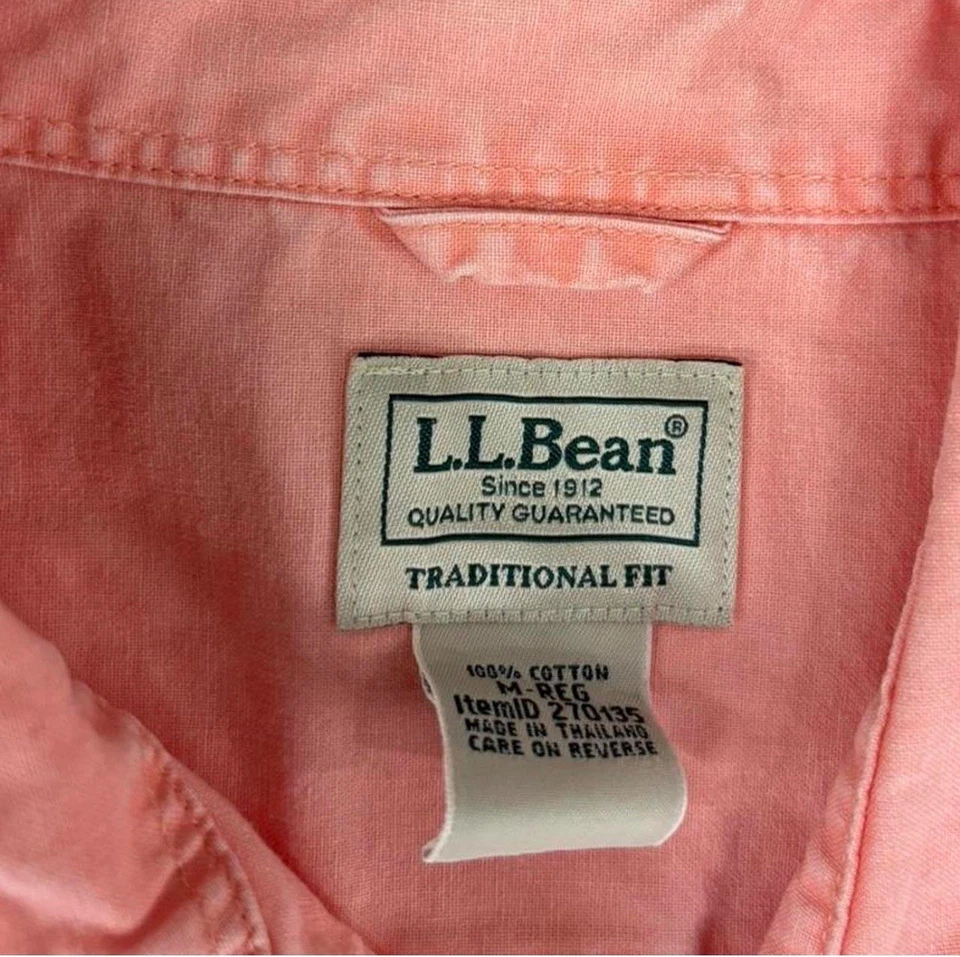 L.L.Bean®
Since 1912
QUALITY GUARANTEED
TRADITIONAL FIT
100% COTTON
M-REG
ItemID 270135
MADE IN THAILAND
CARE ON REVERSE